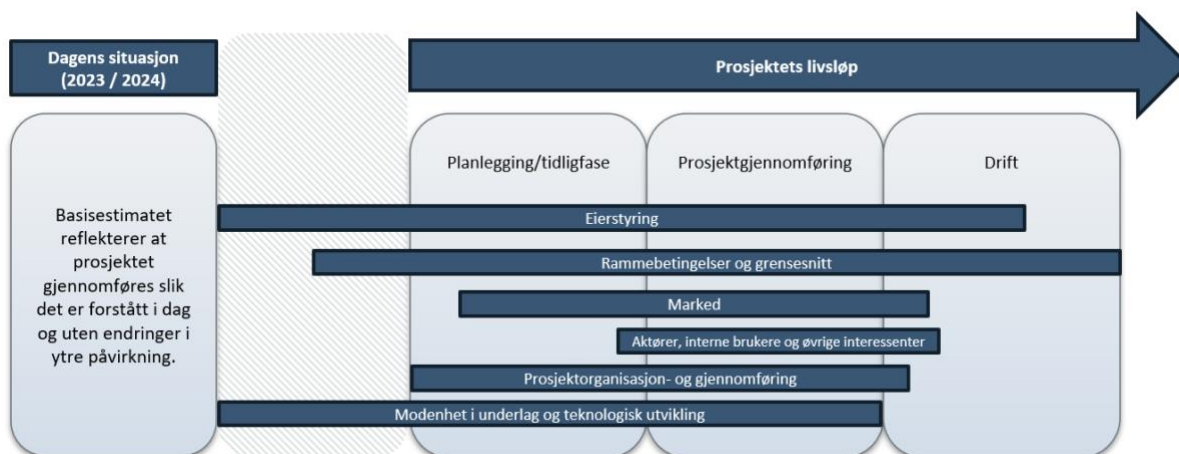 Dagens situasjon
(2023 / 2024)
Prosjektets livsløp
Planlegging/tidligfase
Prosjektgjennomføring
Drift
Basisestimatet
reflekterer at
prosjektet
gjennomføres slik
det er forstått i dag
og uten endringer i
ytre påvirkning.
Eierstyring
Rammebetingelser og grensesnitt
Marked
Aktører, interne brukere og øvrige interessenter
Prosjektorganisasjon- og gjennomføring
Modenhet i underlag og teknologisk utvikling